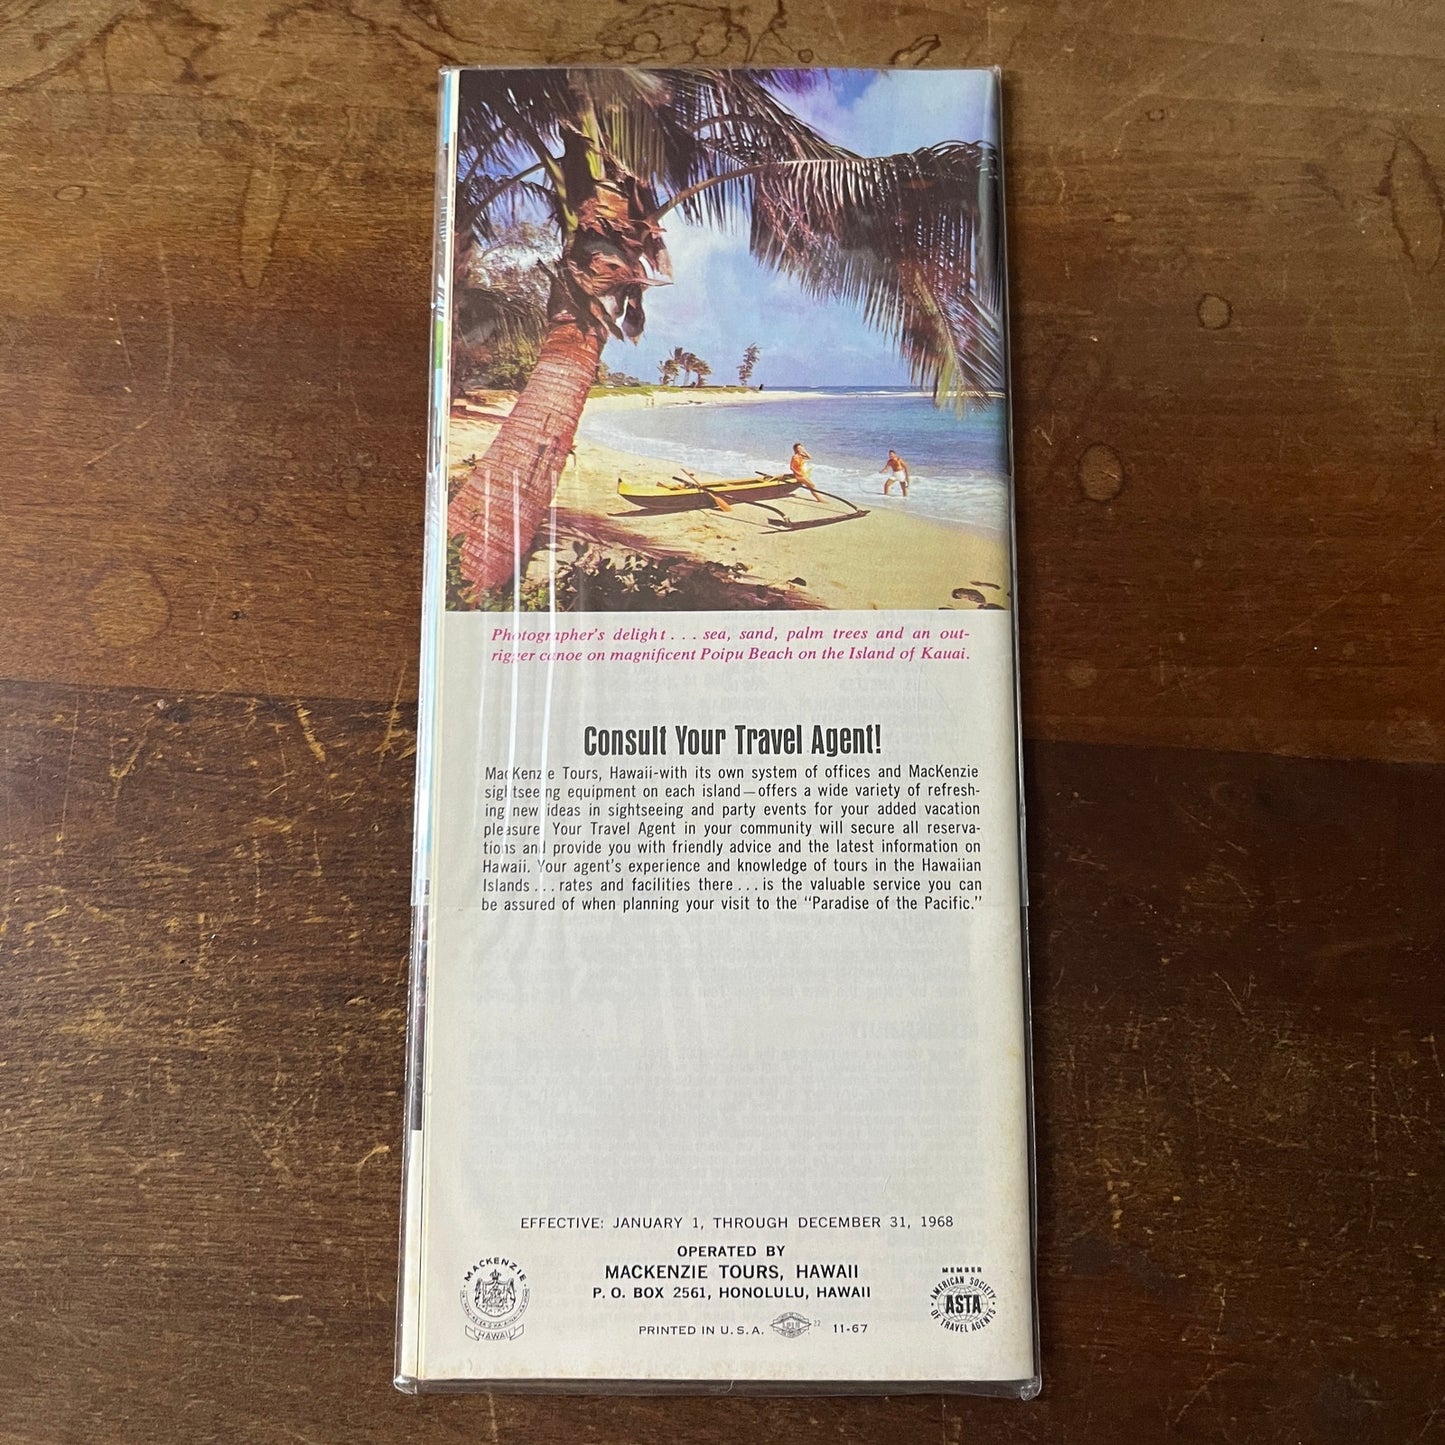 Photographer's delight . . . sea, sand, palm trees and an out-
rigger canoe on magnificent Poipu Beach on the Island of Kauai.
Consult Your Travel Agent!
MacKenzie Tours, Hawaii-with its own system of offices and MacKenzie
sightseeing equipment on each island—offers a wide variety of refresh-
ing new ideas in sightseeing and party events for your added vacation
pleasure. Your Travel Agent in your community will secure all reserva-
tions and provide you with friendly advice and the latest information on
Hawaii. Your agent's experience and knowledge of tours in the Hawaiian
Islands . . . rates and facilities there . . . is the valuable service you can
be assured of when planning your visit to the "Paradise of the Pacific."
EFFECTIVE: JANUARY 1, THROUGH DECEMBER 31, 1968
OPERATED BY
MACKENZIE TOURS, HAWAII
P. O. BOX 2561, HONOLULU, HAWAII
PRINTED IN U.S.A. 22 11-67
MACKENZIE
HAWAII
MEMBER
AMERICAN SOCIETY
ASTA
OF TRAVEL AGENTS